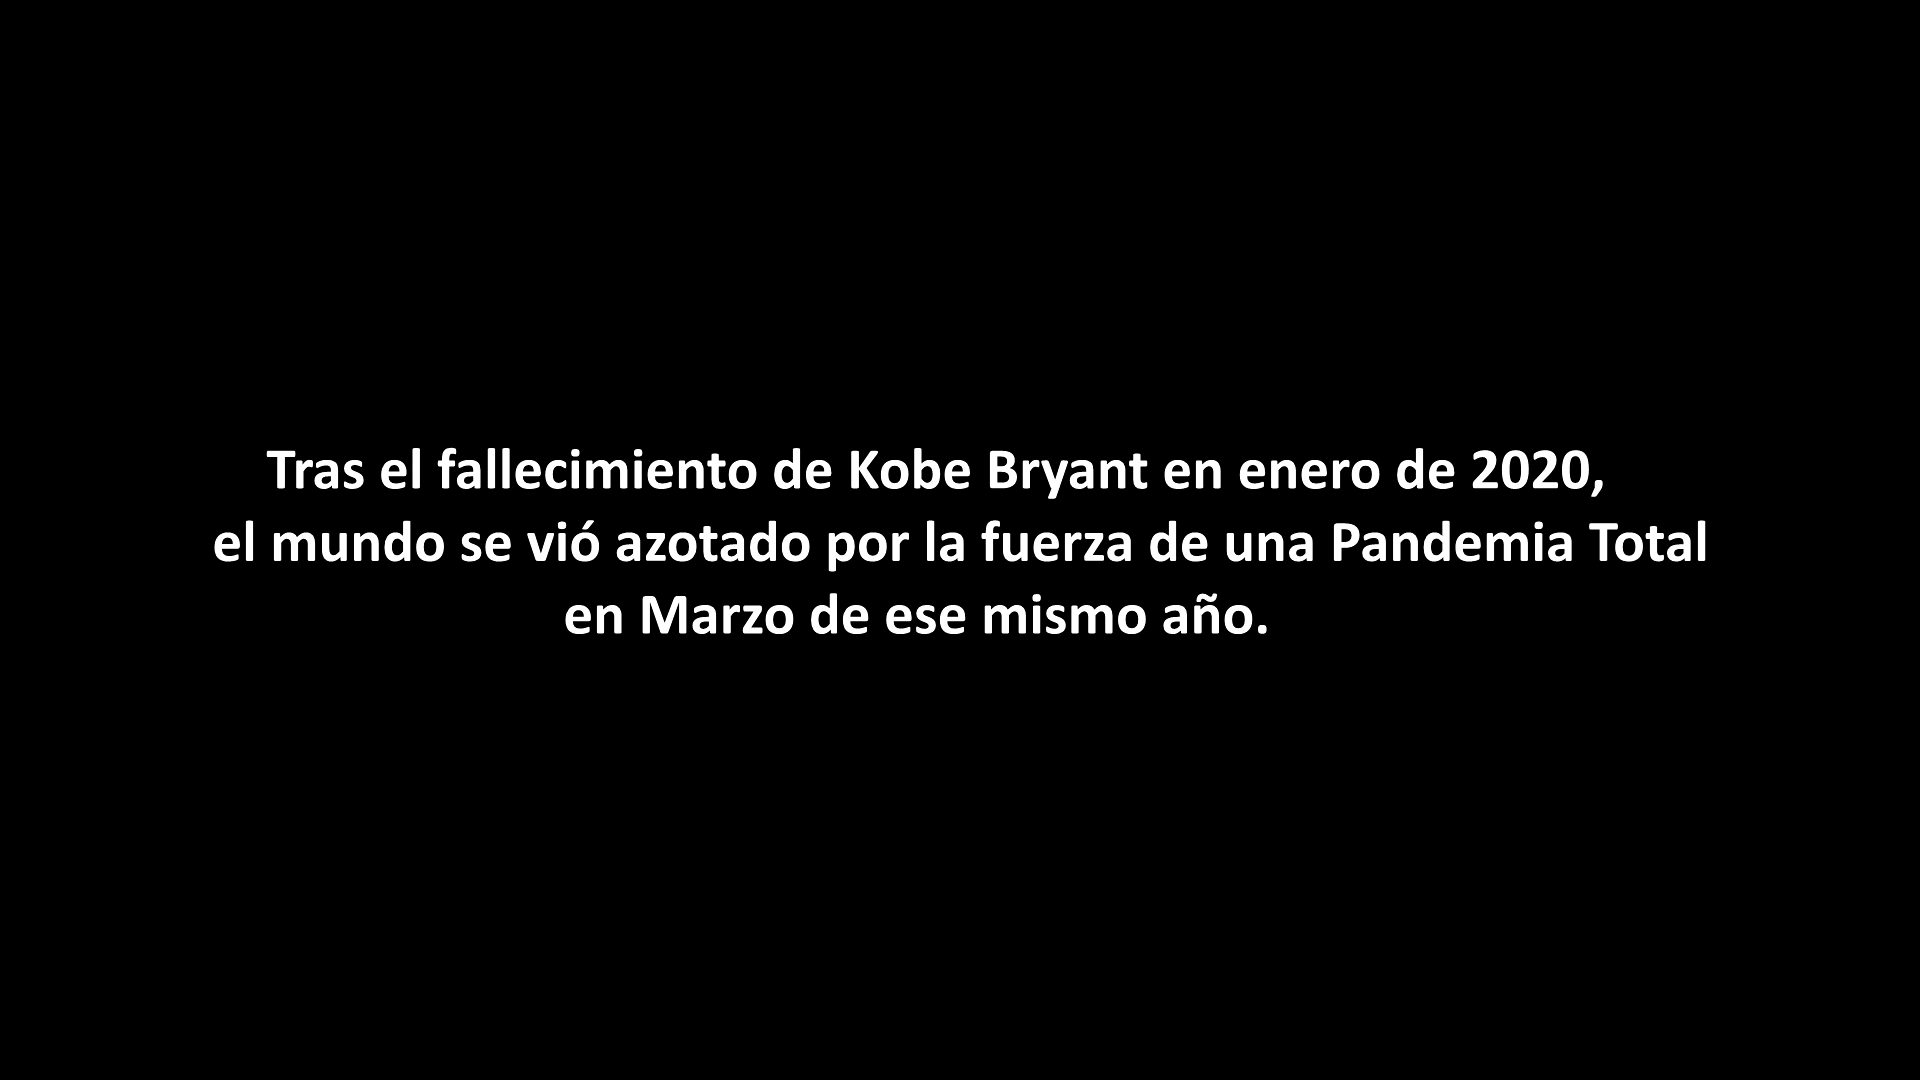 Tras el fallecimiento de Kobe Bryant en enero de 2020,
el mundo se vió azotado por la fuerza de una Pandemia Total
en Marzo de ese mismo año.